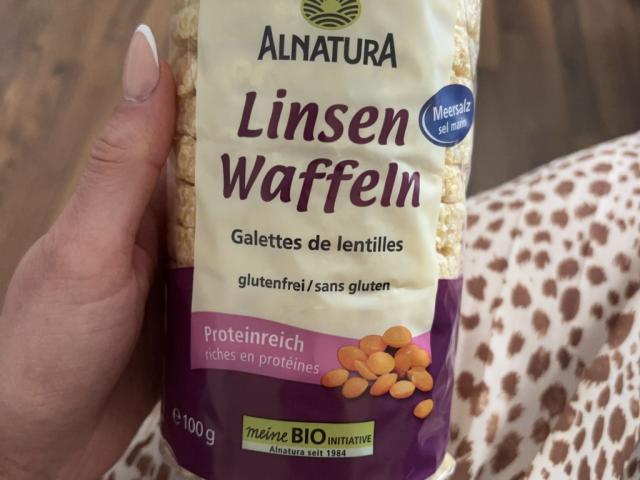 ALNATURA
Linsen
Waffeln
Meersalz
sel marin
Galettes de lentilles
glutenfrei/sans gluten
Proteinreich
riches en protéines
℮100 g
meine BIO INITIATIVE
Alnatura seit 1984